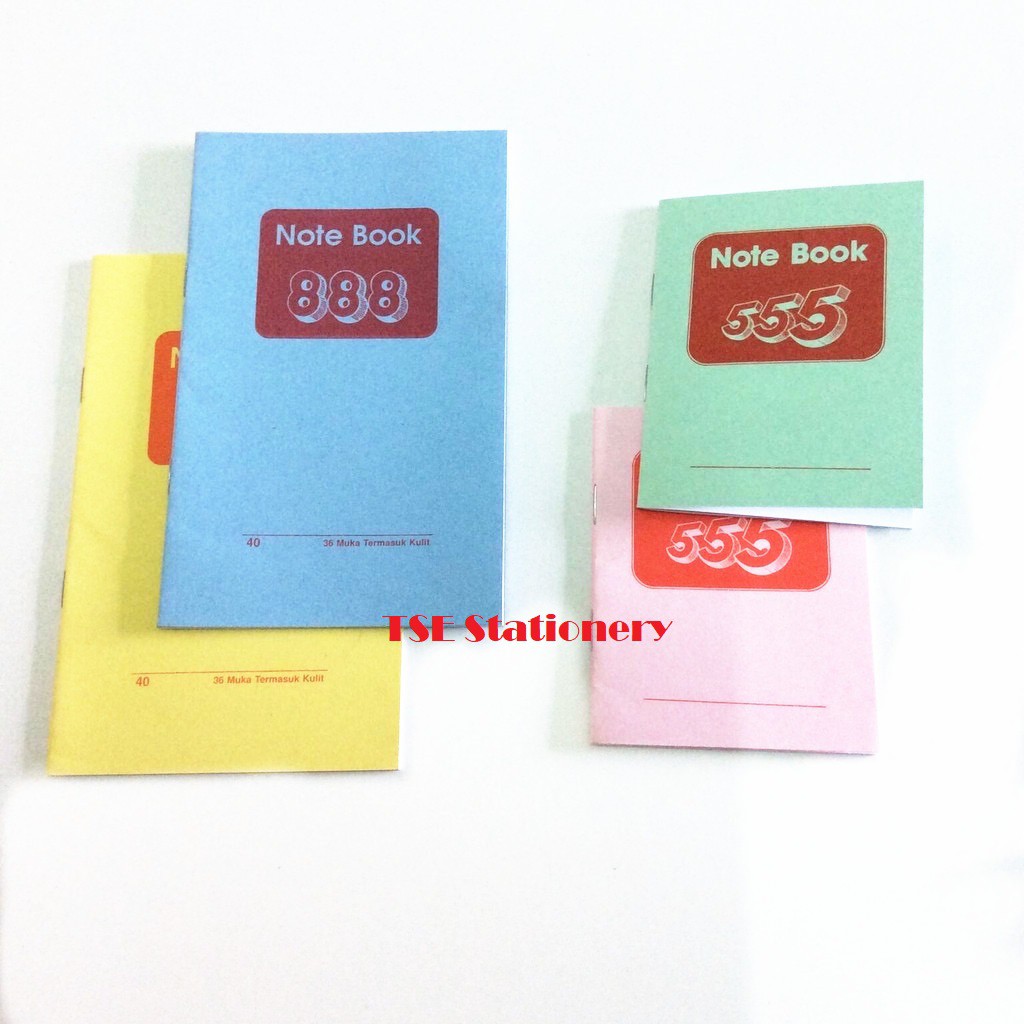 Note Book
888
40 36 Muka Termasuk Kulit
N
40 36 Muka Termasuk Kulit
Note Book
555
555
TSE Stationery